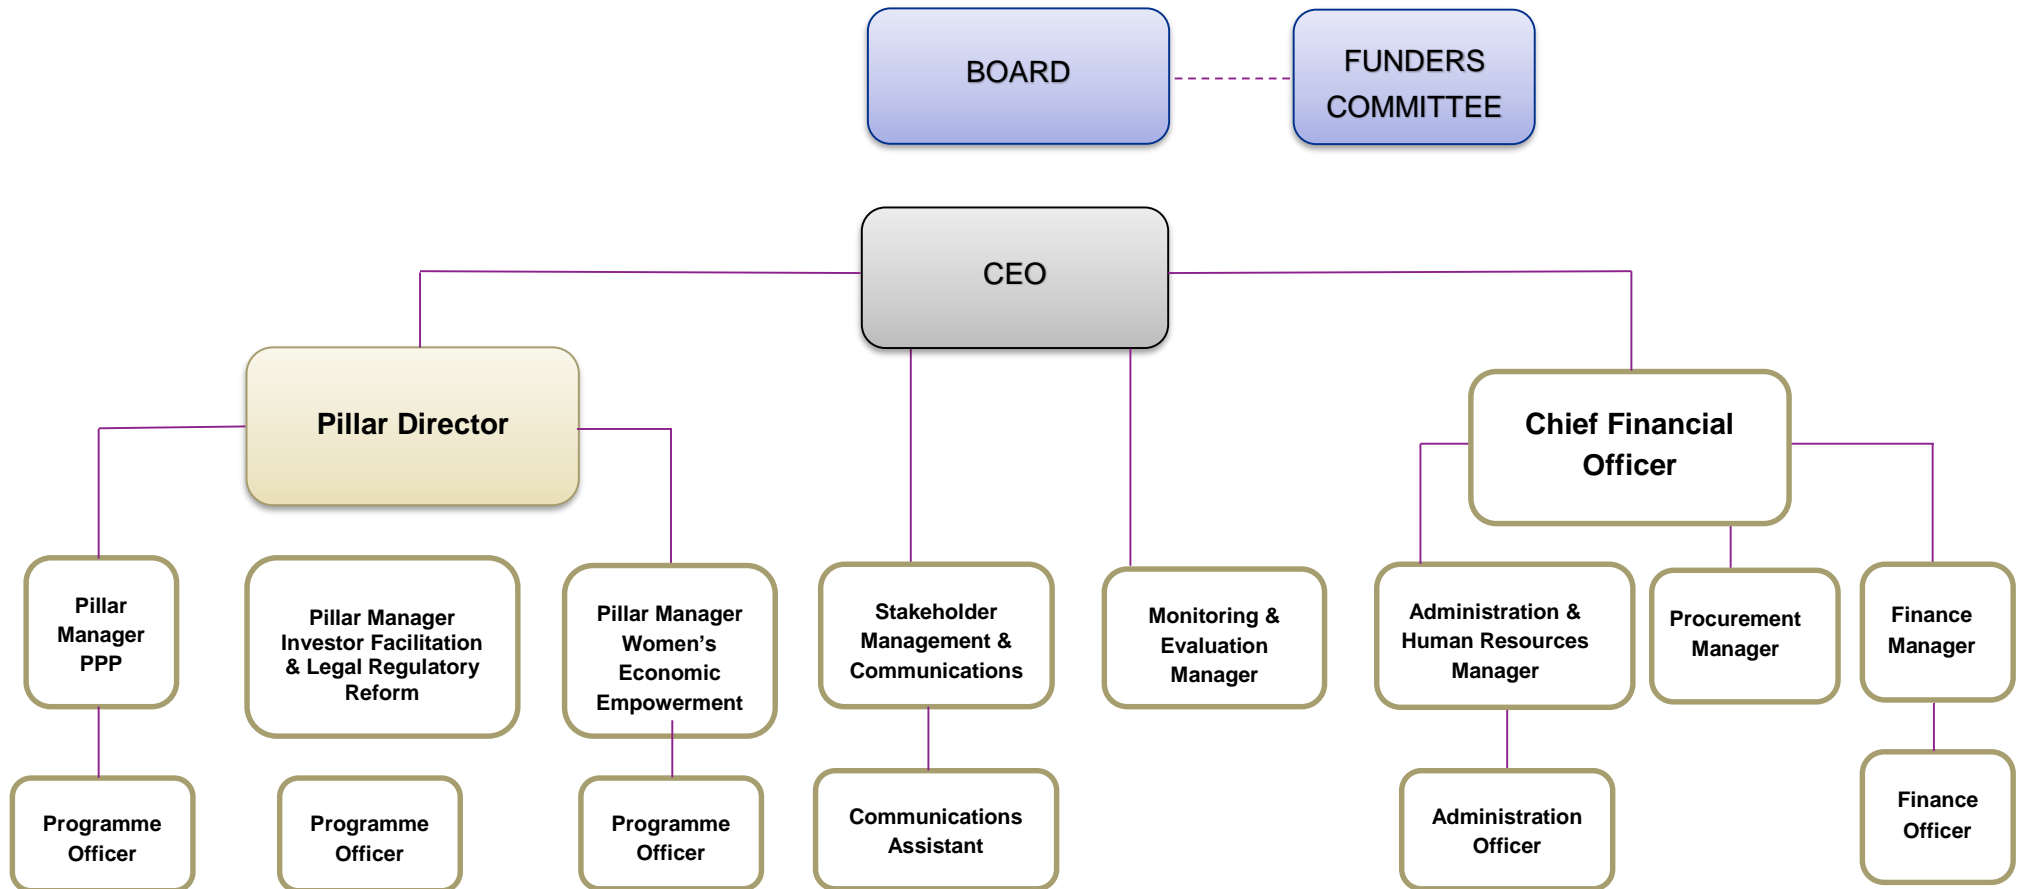 BOARD
FUNDERS
COMMITTEE
CEO
Pillar Director
Chief Financial
Officer
Pillar
Manager
PPP
Pillar Manager
Investor Facilitation
& Legal Regulatory
Reform
Pillar Manager
Women’s
Economic
Empowerment
Stakeholder
Management &
Communications
Monitoring &
Evaluation
Manager
Administration &
Human Resources
Manager
Procurement
Manager
Finance
Manager
Programme
Officer
Programme
Officer
Programme
Officer
Communications
Assistant
Administration
Officer
Finance
Officer